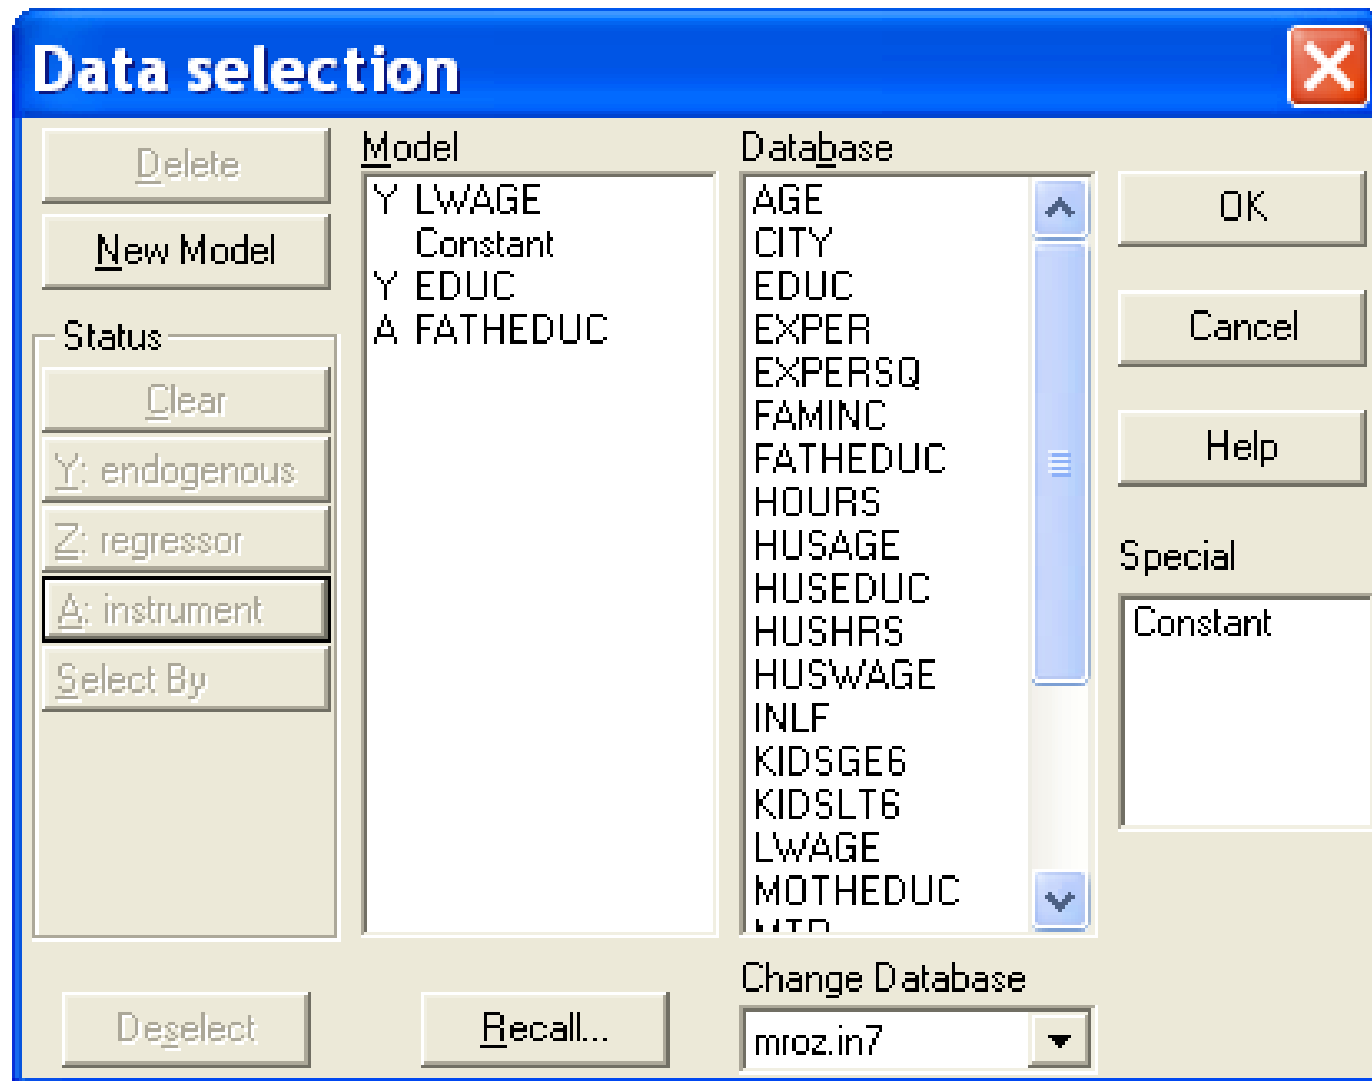 Data selection
Delete
New Model
Status
Clear
Y: endogenous
Z: regressor
A: instrument
Select By
Deselect
Model
Y LWAGE
Constant
Y EDUC
A FATHEDUC
Recall...
Database
AGE
CITY
EDUC
EXPER
EXPERSQ
FAMINC
FATHEDUC
HOURS
HUSAGE
HUSEDUC
HUSHRS
HUSWAGE
INLF
KIDSGE6
KIDSLT6
LWAGE
MOTHEDUC
Change Database
mroz.in7
OK
Cancel
Help
Special
Constant